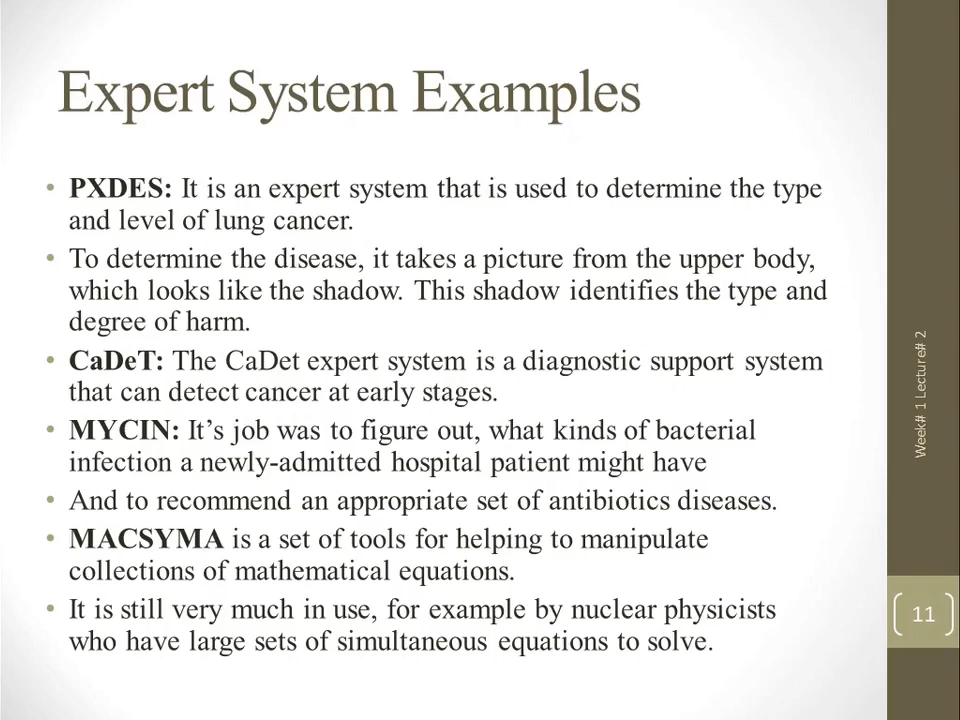 Expert System Examples
• PXDES: It is an expert system that is used to determine the type
and level of lung cancer.
• To determine the disease, it takes a picture from the upper body,
which looks like the shadow. This shadow identifies the type and
degree of harm.
• CaDeT: The CaDet expert system is a diagnostic support system
that can detect cancer at early stages.
• MYCIN: It’s job was to figure out, what kinds of bacterial
infection a newly-admitted hospital patient might have
• And to recommend an appropriate set of antibiotics diseases.
• MACSYMA is a set of tools for helping to manipulate
collections of mathematical equations.
• It is still very much in use, for example by nuclear physicists
who have large sets of simultaneous equations to solve.
Week# 1 Lecture# 2
11